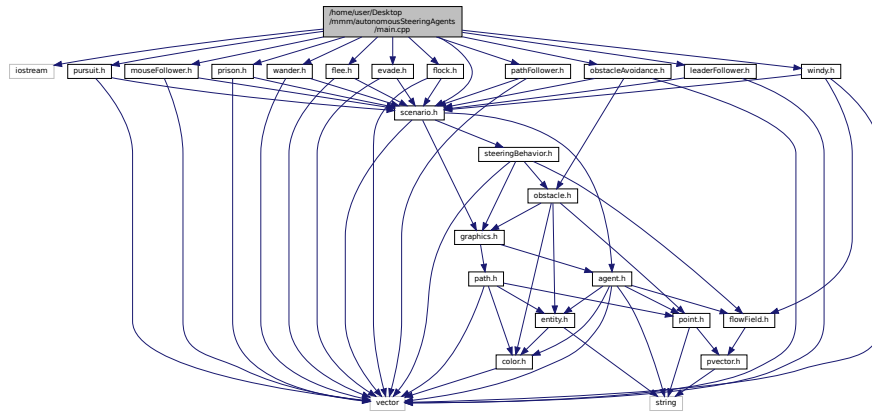 /home/user/Desktop
/mnm/autonomousSteeringAgents
/main.cpp
iostream
pursuit.h
mouseFollower.h
prison.h
wander.h
flee.h
evade.h
flock.h
pathFollower.h
obstacleAvoidance.h
leaderFollower.h
windy.h
scenario.h
steeringBehavior.h
obstacle.h
graphics.h
path.h
agent.h
entity.h
point.h
flowField.h
color.h
pvector.h
vector
string